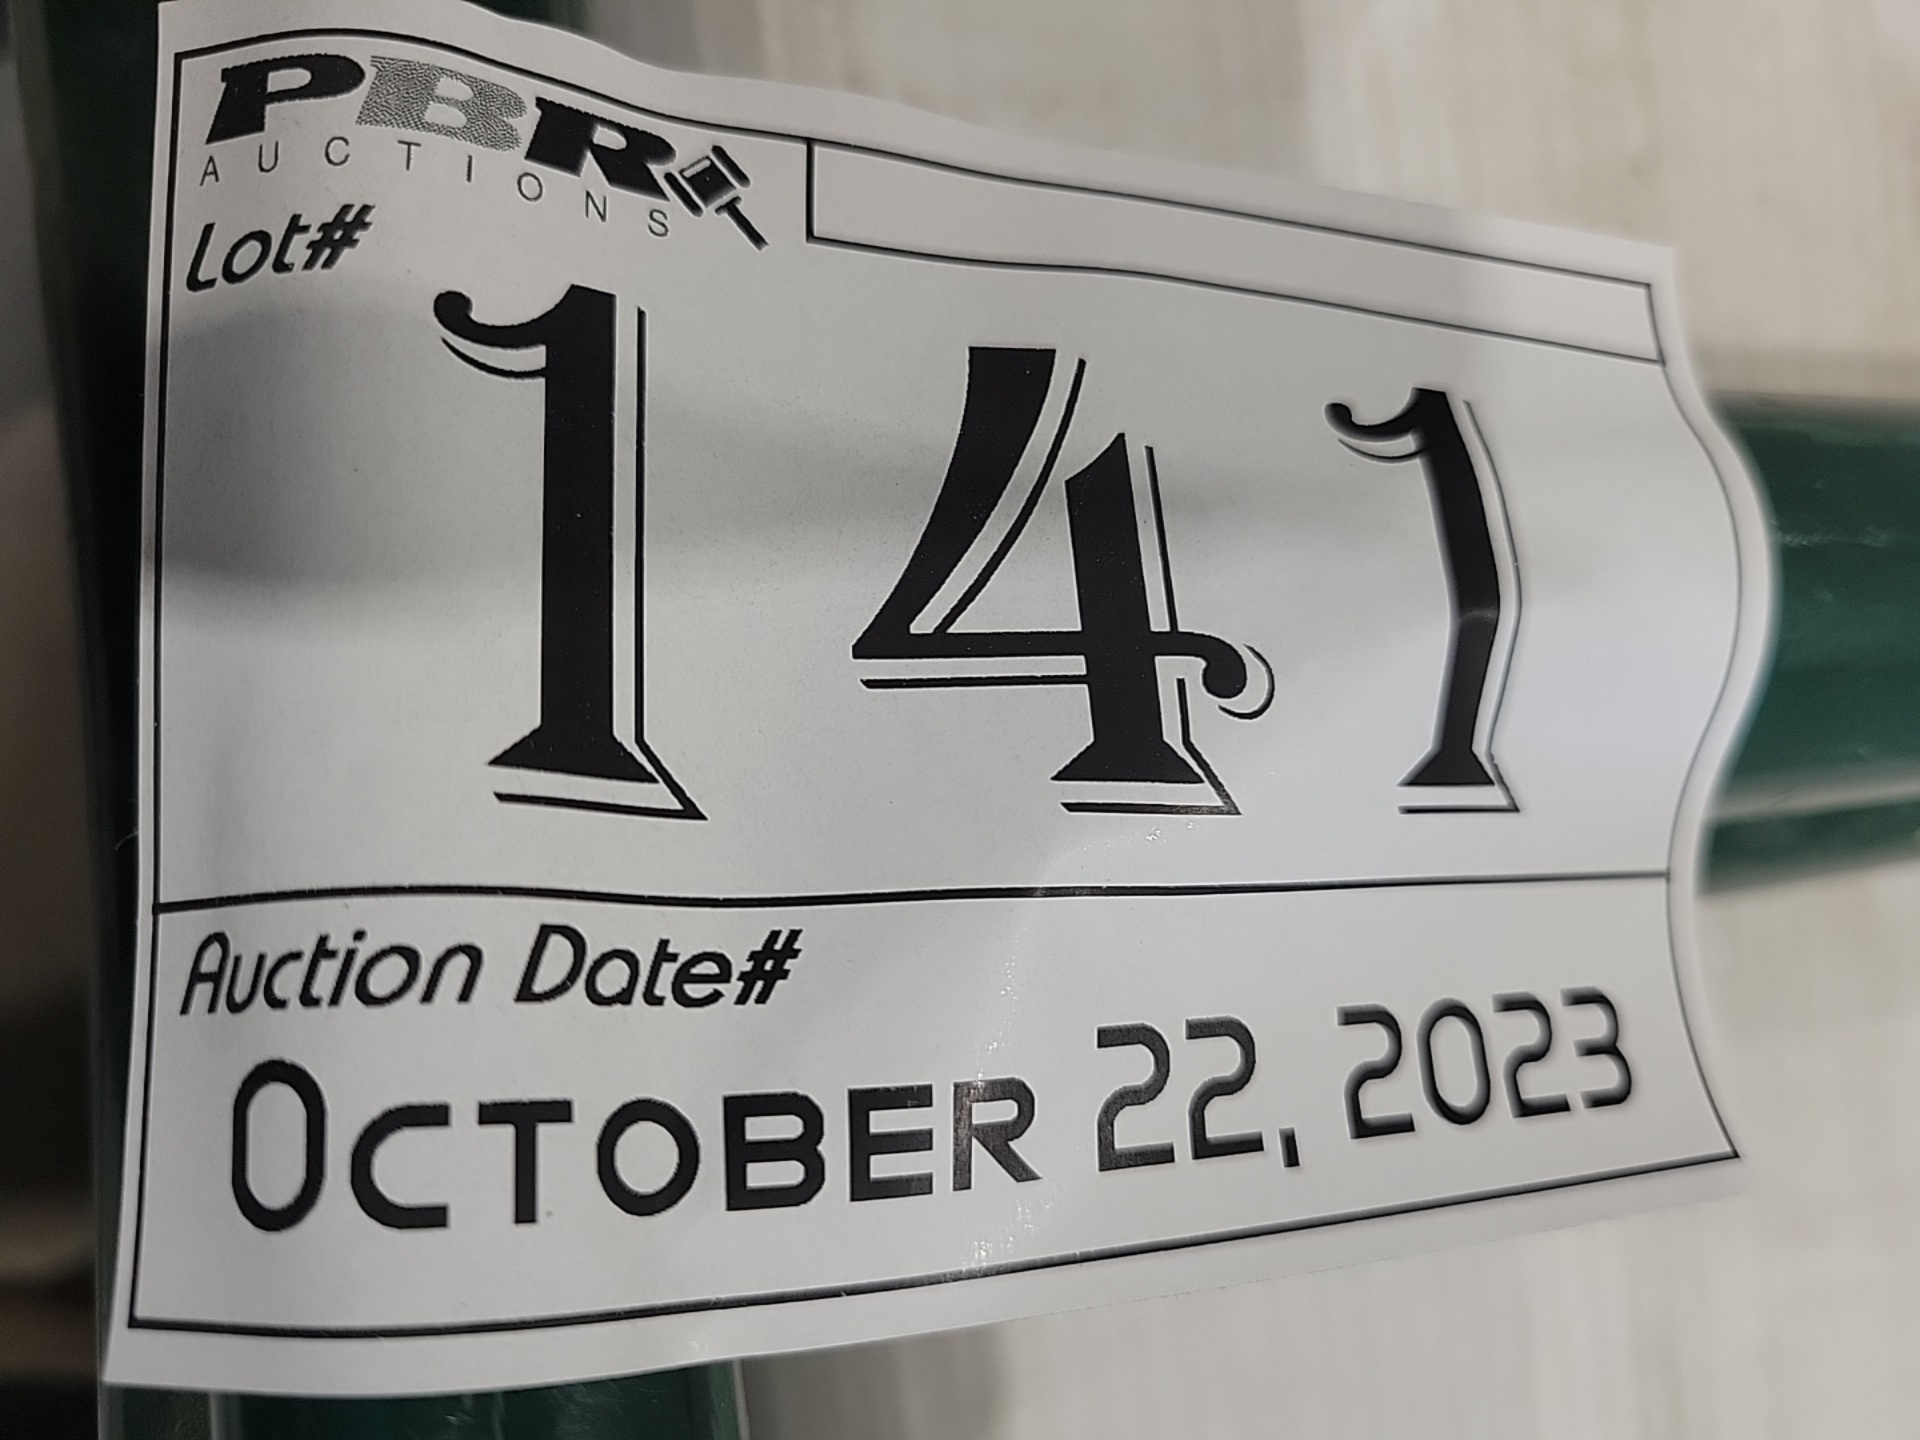 PBR
AUCTIONS
Lot#
141
Auction Date#
October 22, 2023